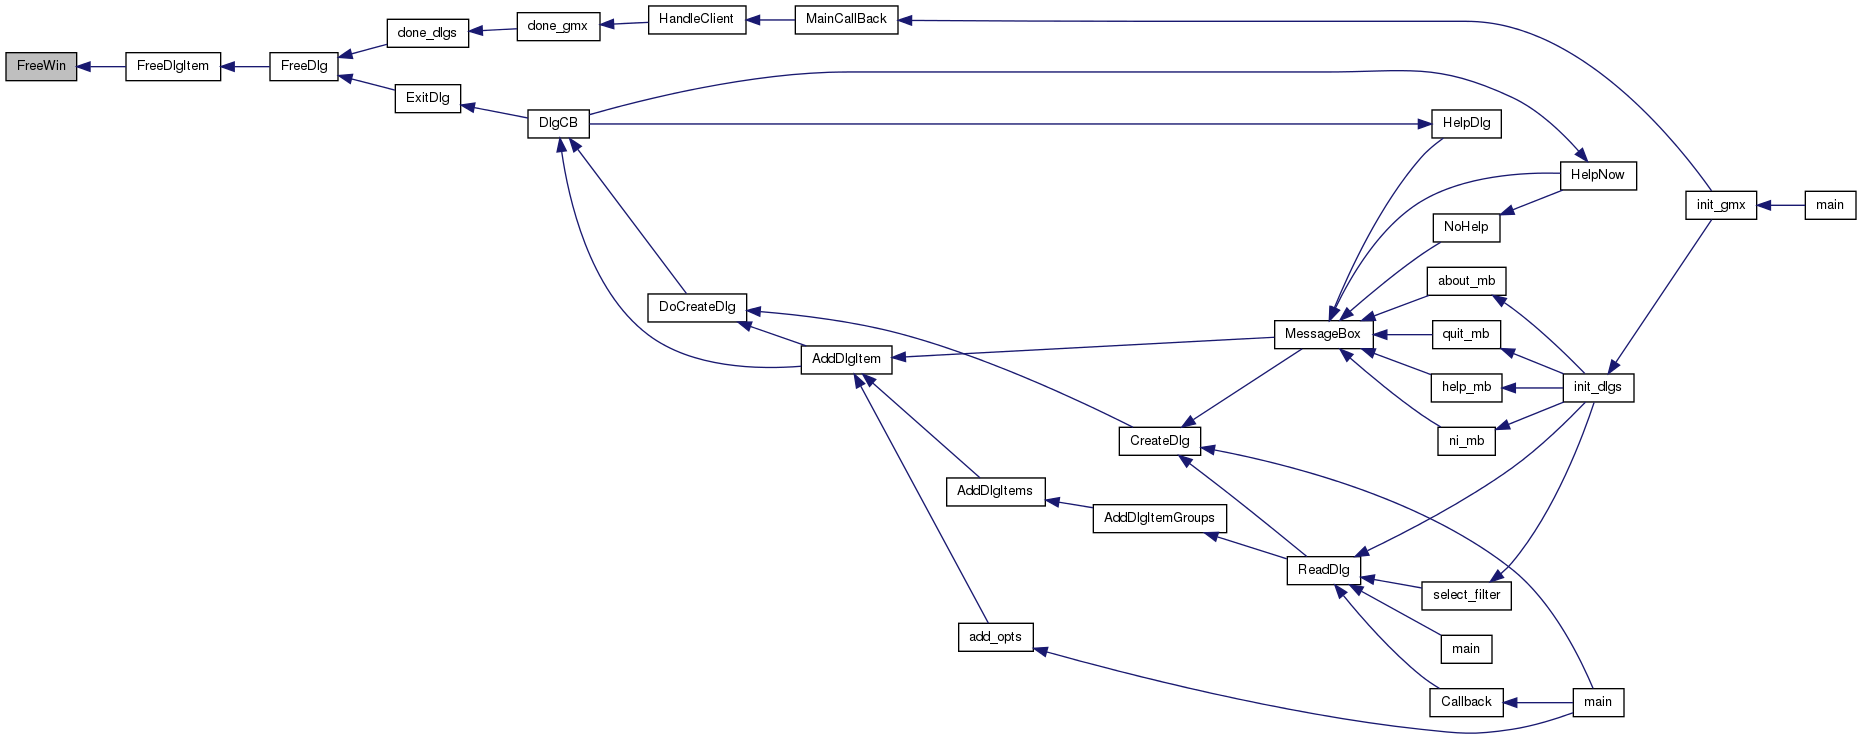 FreeWin
FreeDlgItem
FreeDlg
done_dlgs
done_gmx
HandleClient
MainCallBack
ExitDlg
DlgCB
HelpDlg
HelpNow
NoHelp
init_gmx
main
about_mb
DoCreateDlg
MessageBox
quit_mb
AddDlgItem
help_mb
init_dlgs
CreateDlg
ni_mb
AddDlgItems
AddDlgItemGroups
ReadDlg
select_filter
add_opts
main
Callback
main